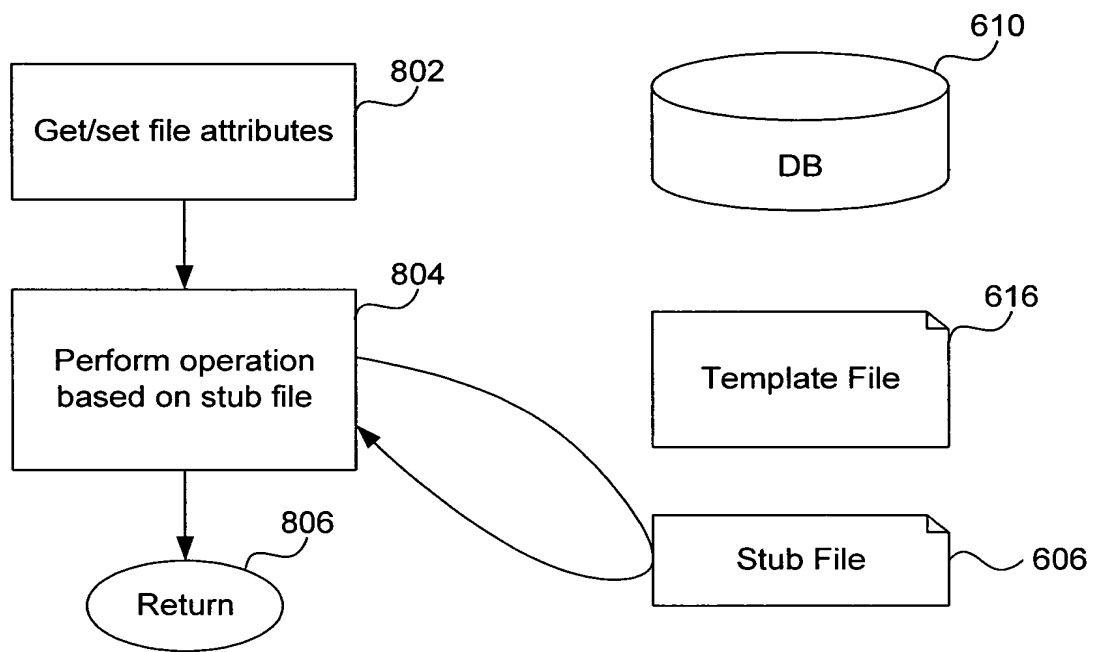 610
802
Get/set file attributes
DB
804
616
Perform operation
based on stub file
Template File
806
Stub File
606
Return